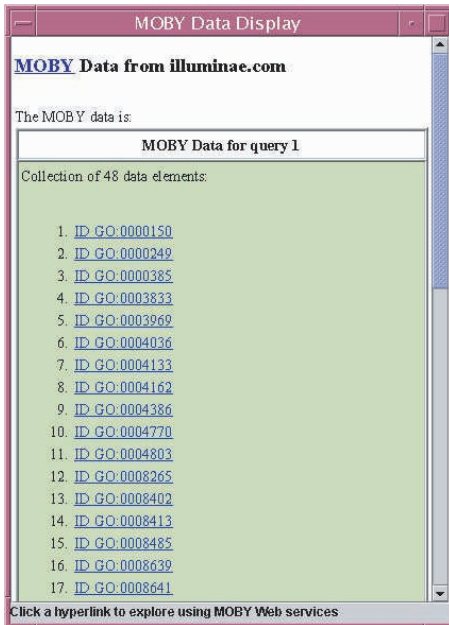 MOBY Data Display
MOBY Data from illuminae.com
The MOBY data is:
MOBY Data for query 1
Collection of 48 data elements:
1. ID GO:0000150
2. ID GO:0000249
3. ID GO:0000385
4. ID GO:0003833
5. ID GO:0003969
6. ID GO:0004036
7. ID GO:0004133
8. ID GO:0004162
9. ID GO:0004386
10. ID GO:0004770
11. ID GO:0004803
12. ID GO:0008265
13. ID GO:0008402
14. ID GO:0008413
15. ID GO:0008485
16. ID GO:0008639
17. ID GO:0008641
Click a hyperlink to explore using MOBY Web services